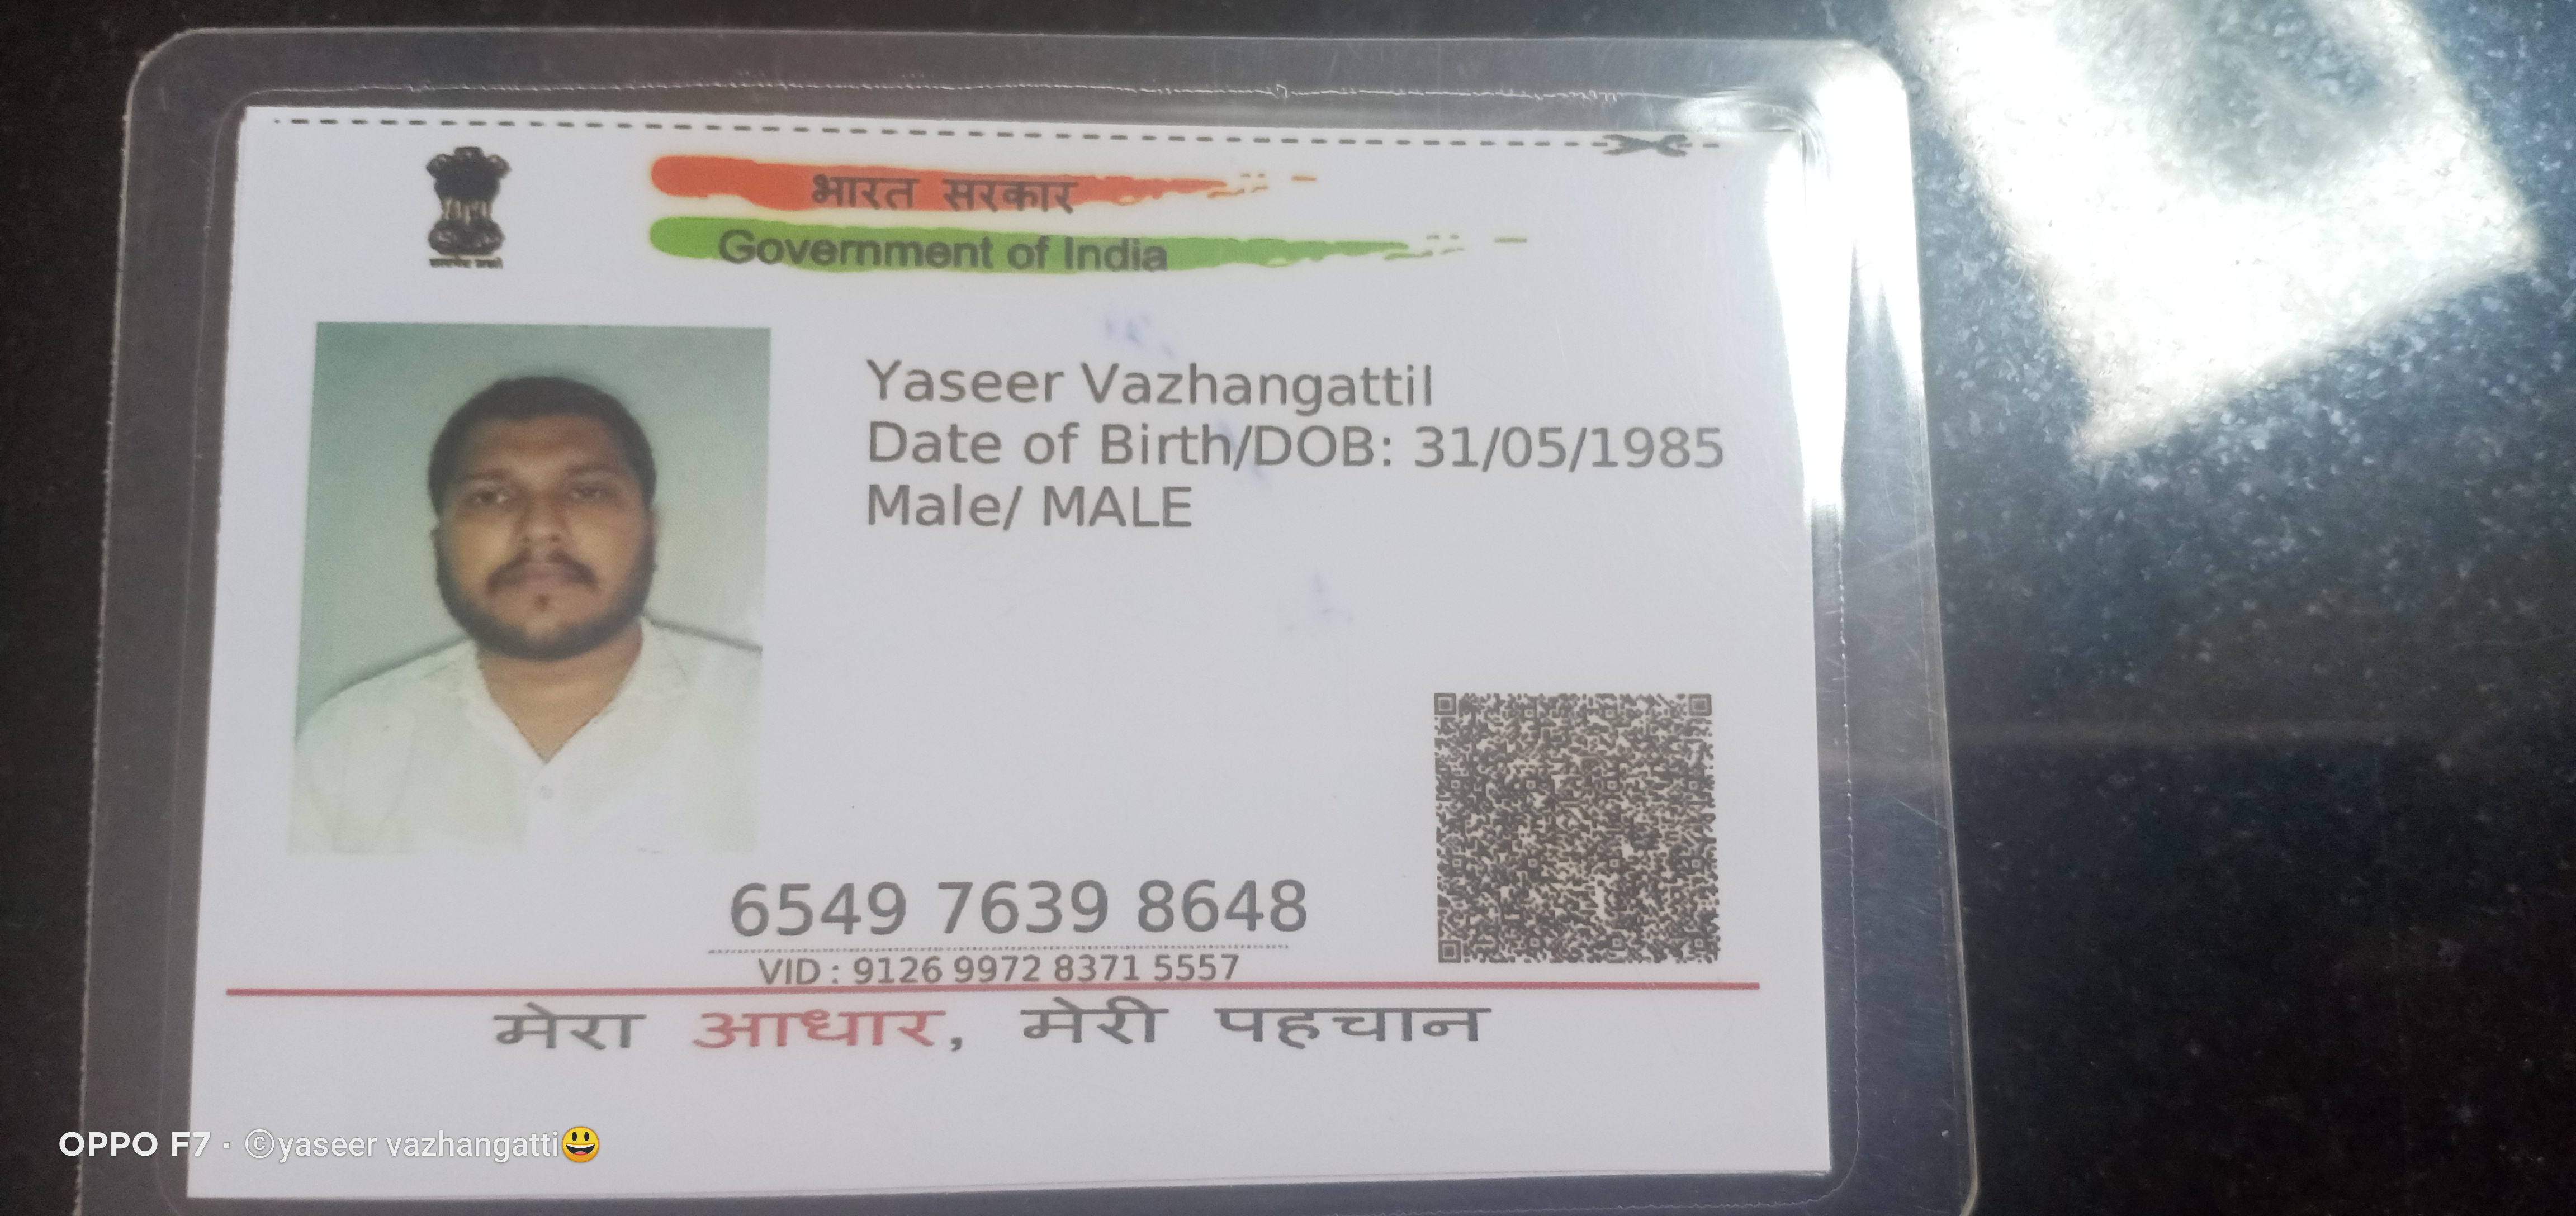 भारत सरकार
Government of India
Yaseer Vazhangattil
Date of Birth/DOB: 31/05/1985
Male/ MALE
6549 7639 8648
VID : 9126 9972 8371 5557
मेरा आधार, मेरी पहचान
OPPO F7 · ©yaseer vazhangatti😃